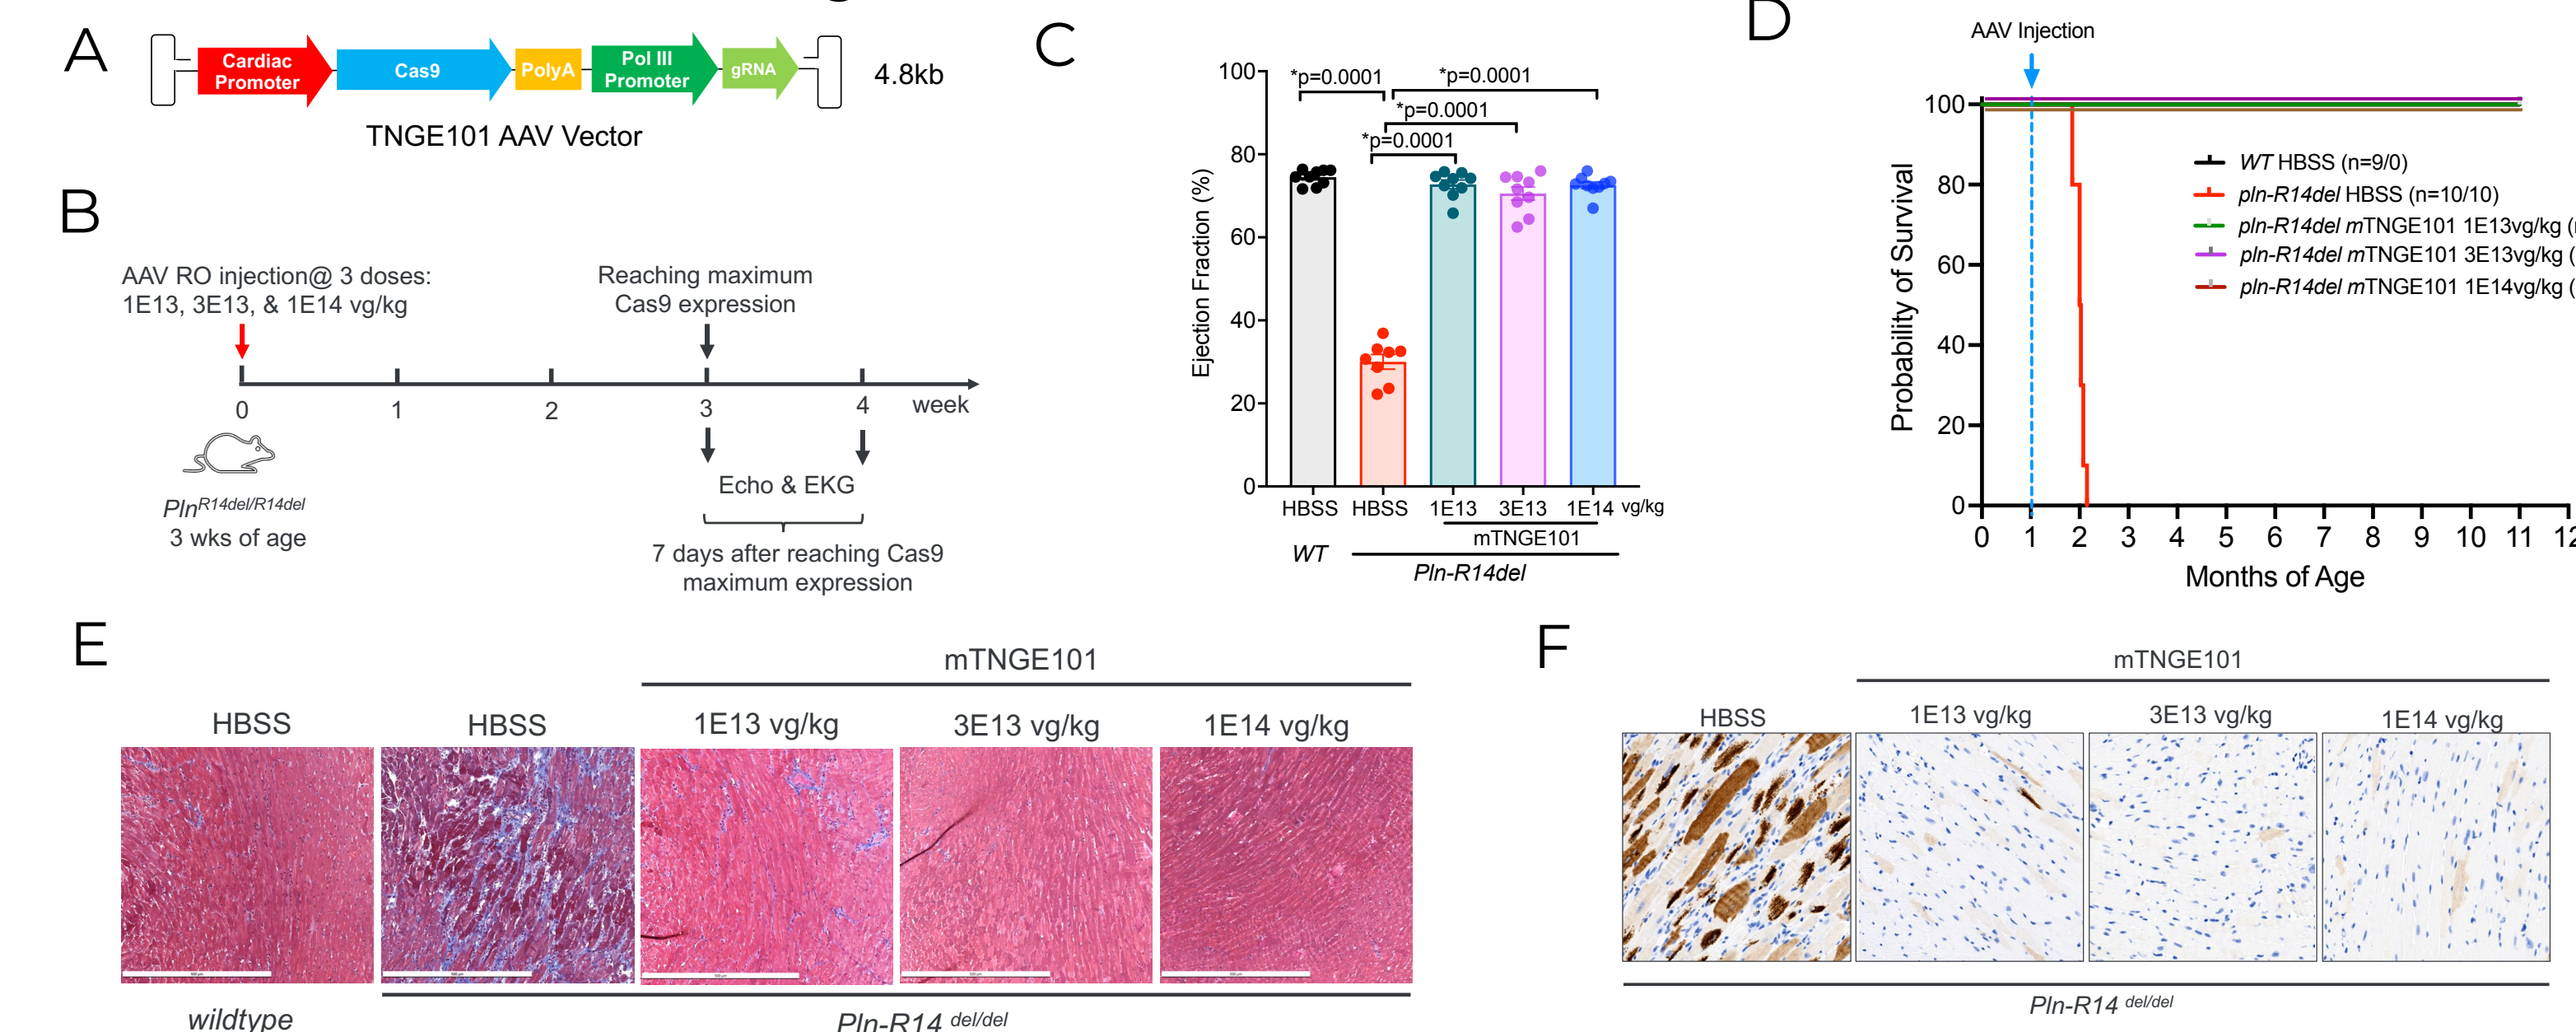 A
Cardiac
Promoter
Cas9
PolyA
Pol III
Promoter
gRNA
4.8kb
TNGE101 AAV Vector
B
AAV RO injection@ 3 doses:
1E13, 3E13, & 1E14 vg/kg
Reaching maximum
Cas9 expression
0
1
2
3
4
week
Pln R14del/R14del
3 wks of age
Echo & EKG
7 days after reaching Cas9
maximum expression
C
Ejection Fraction (%)
100
80
60
40
20
0
*p=0.0001
*p=0.0001
*p=0.0001
*p=0.0001
HBSS HBSS 1E13 3E13 1E14 vg/kg
mTNGE101
WT
Pln-R14del
D
AAV Injection
Probability of Survival
100
80
60
40
20
0
WT HBSS (n=9/0)
pln-R14del HBSS (n=10/10)
pln-R14del mTNGE101 1E13vg/kg (
pln-R14del mTNGE101 3E13vg/kg (
pln-R14del mTNGE101 1E14vg/kg (
0 1 2 3 4 5 6 7 8 9 10 11 12
Months of Age
E
mTNGE101
HBSS
HBSS
1E13 vg/kg
3E13 vg/kg
1E14 vg/kg
wildtype
Pln-R14 del/del
F
mTNGE101
HBSS
1E13 vg/kg
3E13 vg/kg
1E14 vg/kg
Pln-R14 del/del